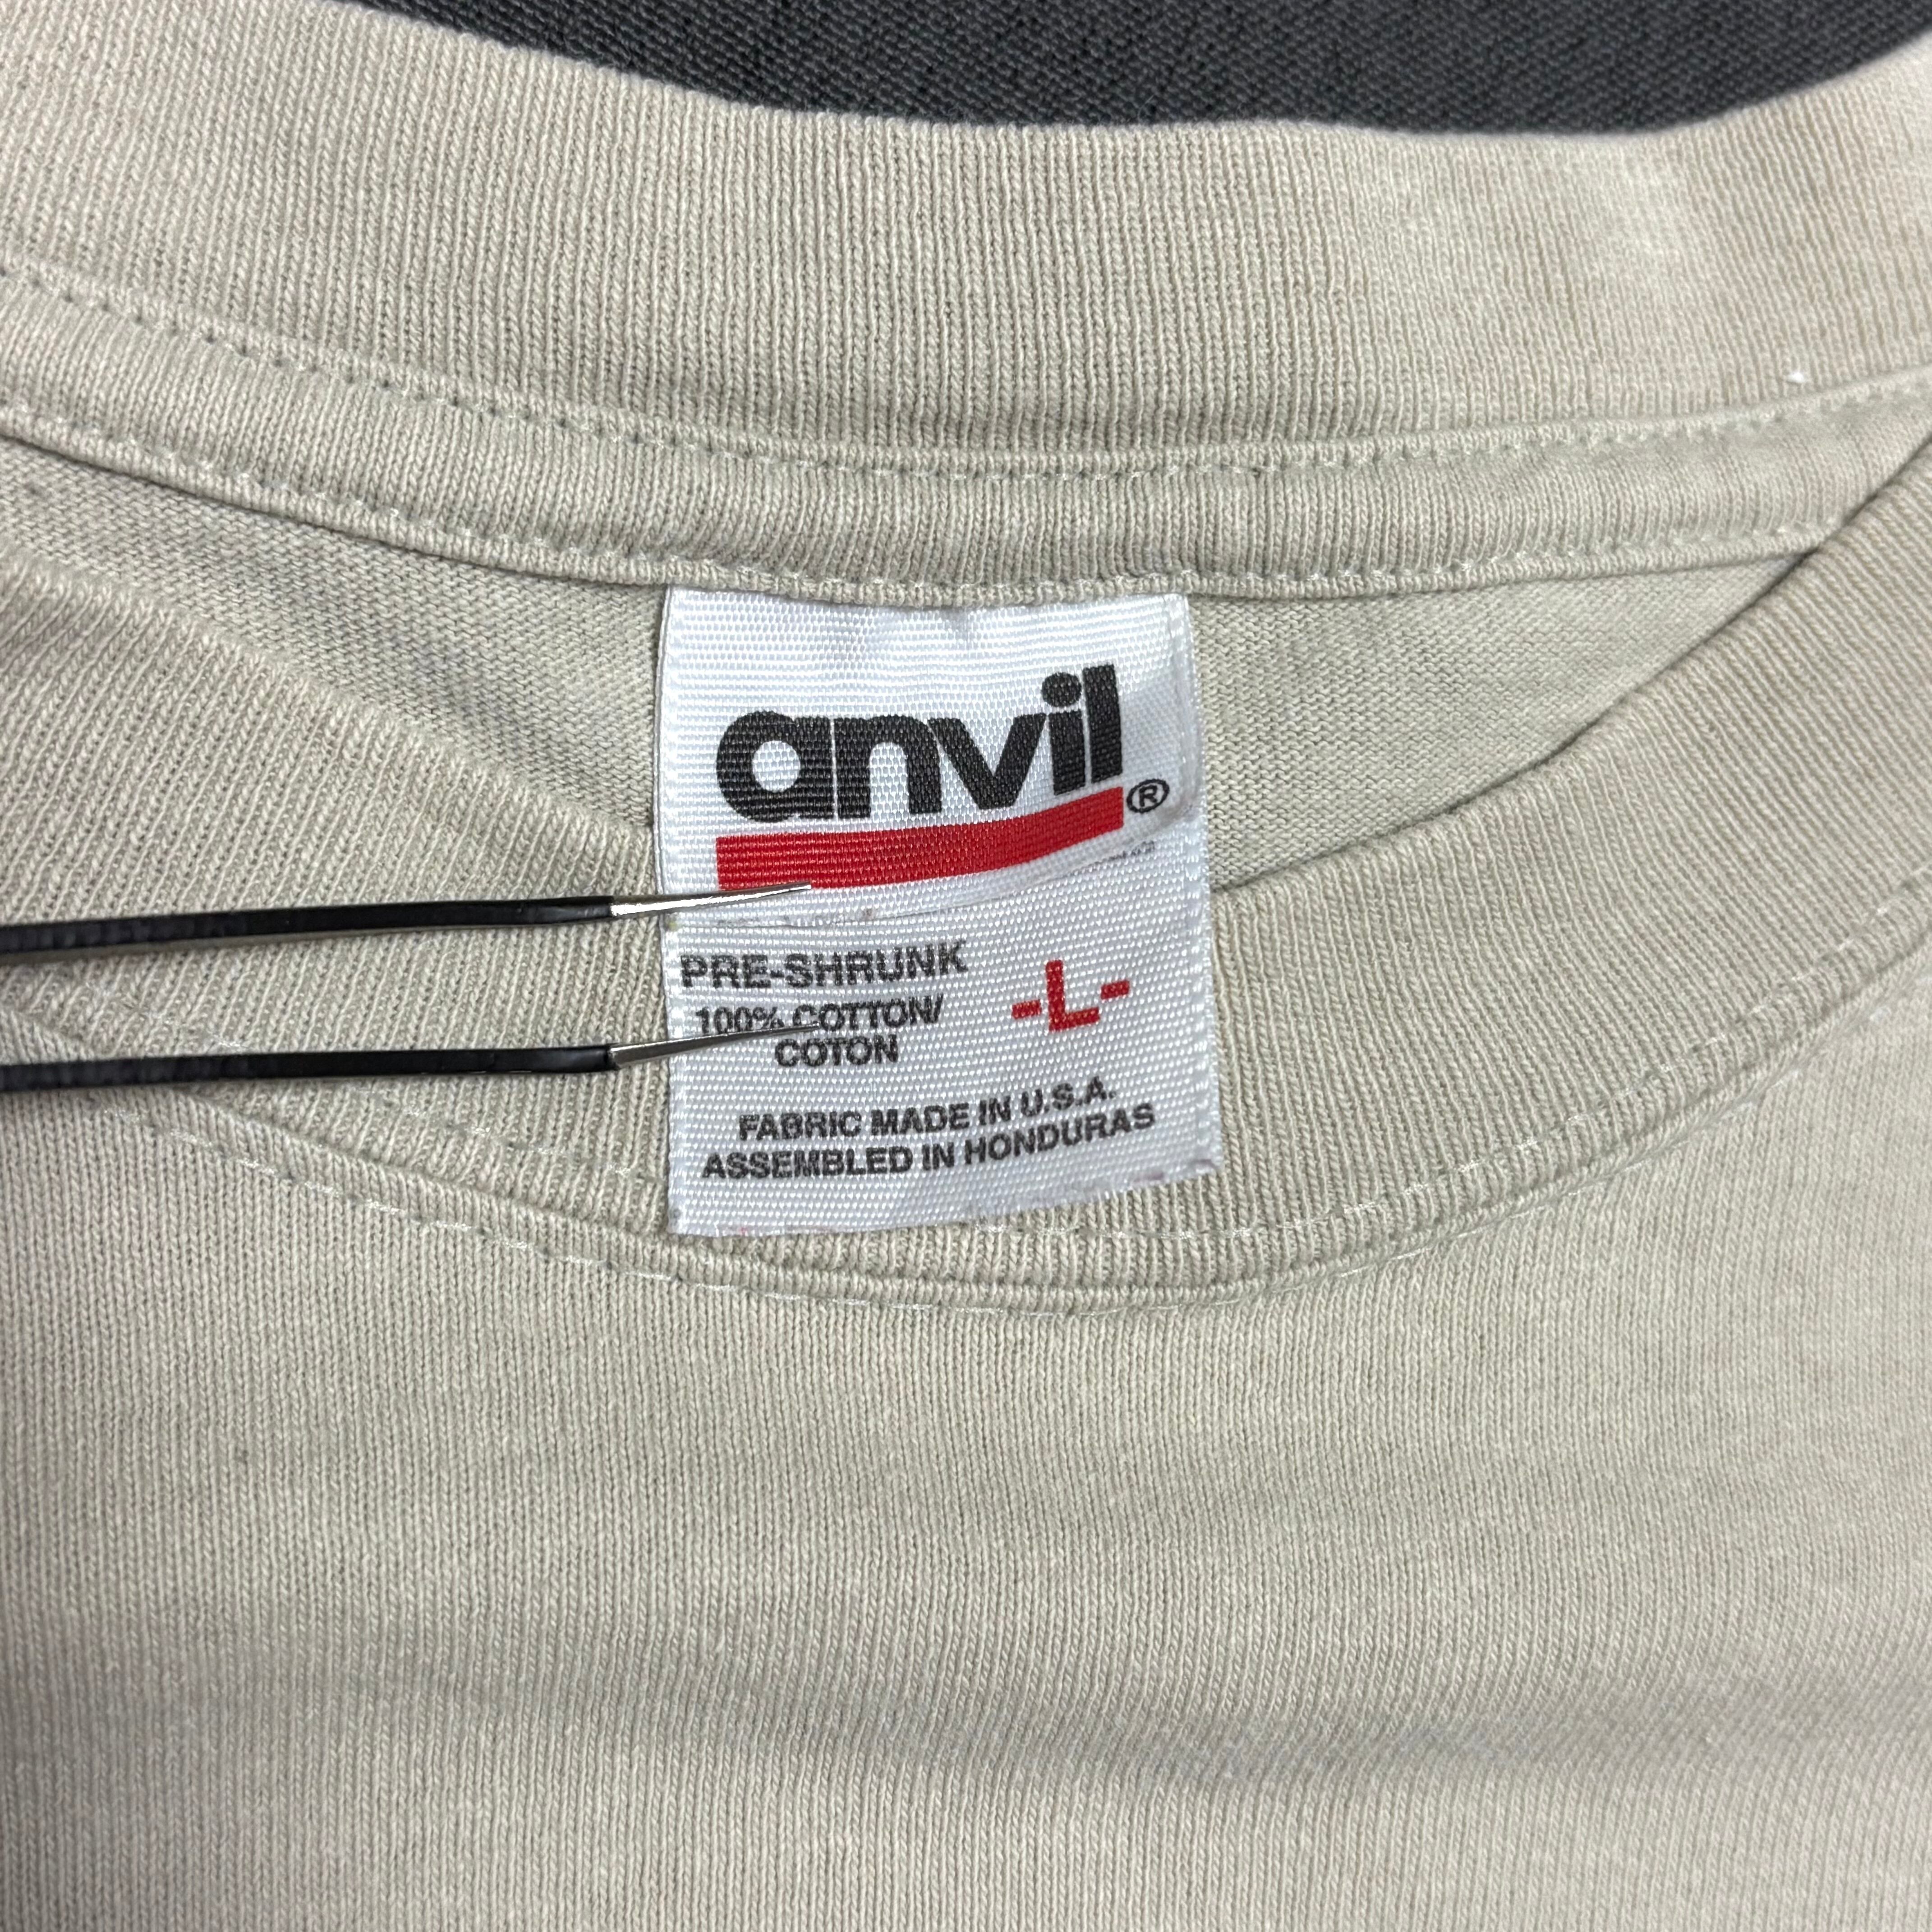 anvil®
PRE-SHRUNK
100% COTTON/
COTON
-L-
FABRIC MADE IN U.S.A.
ASSEMBLED IN HONDURAS